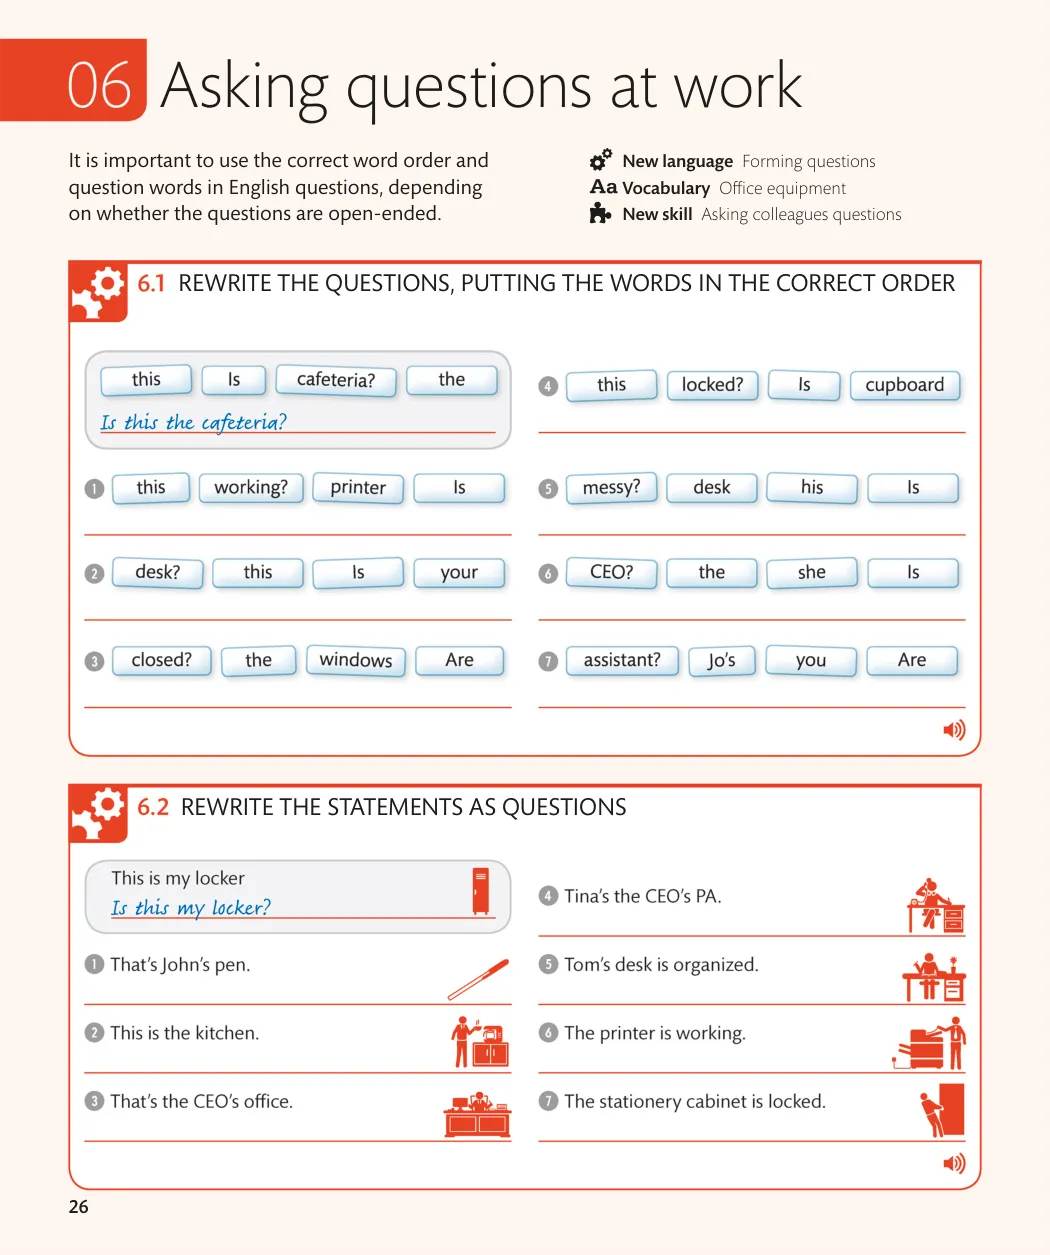 06 Asking questions at work
It is important to use the correct word order and
question words in English questions, depending
on whether the questions are open-ended.
New language Forming questions
Aa Vocabulary Office equipment
New skill Asking colleagues questions
6.1 REWRITE THE QUESTIONS, PUTTING THE WORDS IN THE CORRECT ORDER
this Is cafeteria? the
Is this the cafeteria?
1 this working? printer Is
2 desk? this Is your
3 closed? the windows Are
4 this locked? Is cupboard
5 messy? desk his Is
6 CEO? the she Is
7 assistant? Jo's you Are
6.2 REWRITE THE STATEMENTS AS QUESTIONS
This is my locker
Is this my locker?
1 That's John's pen.
2 This is the kitchen.
3 That's the CEO's office.
4 Tina's the CEO's PA.
5 Tom's desk is organized.
6 The printer is working.
7 The stationery cabinet is locked.
26